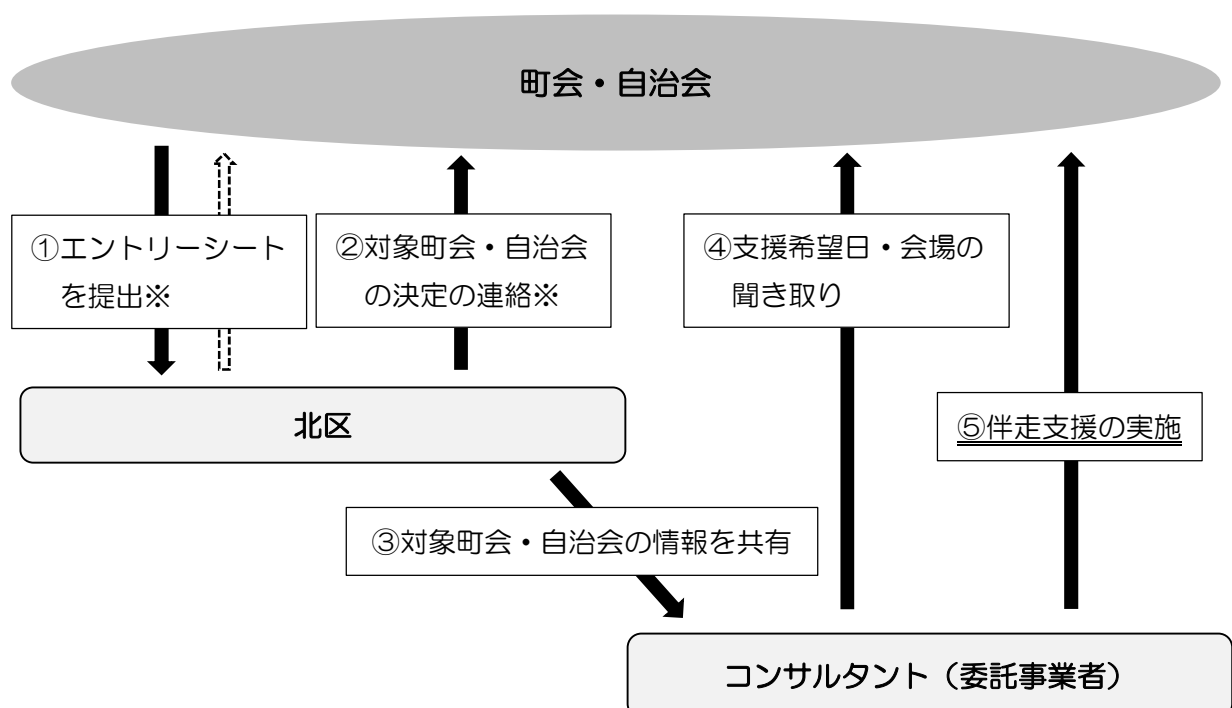 町会・自治会
①エントリーシート
を提出※
②対象町会・自治会
の決定の連絡※
④支援希望日・会場の
聞き取り
北区
⑤伴走支援の実施
③対象町会・自治会の情報を共有
コンサルタント（委託事業者）